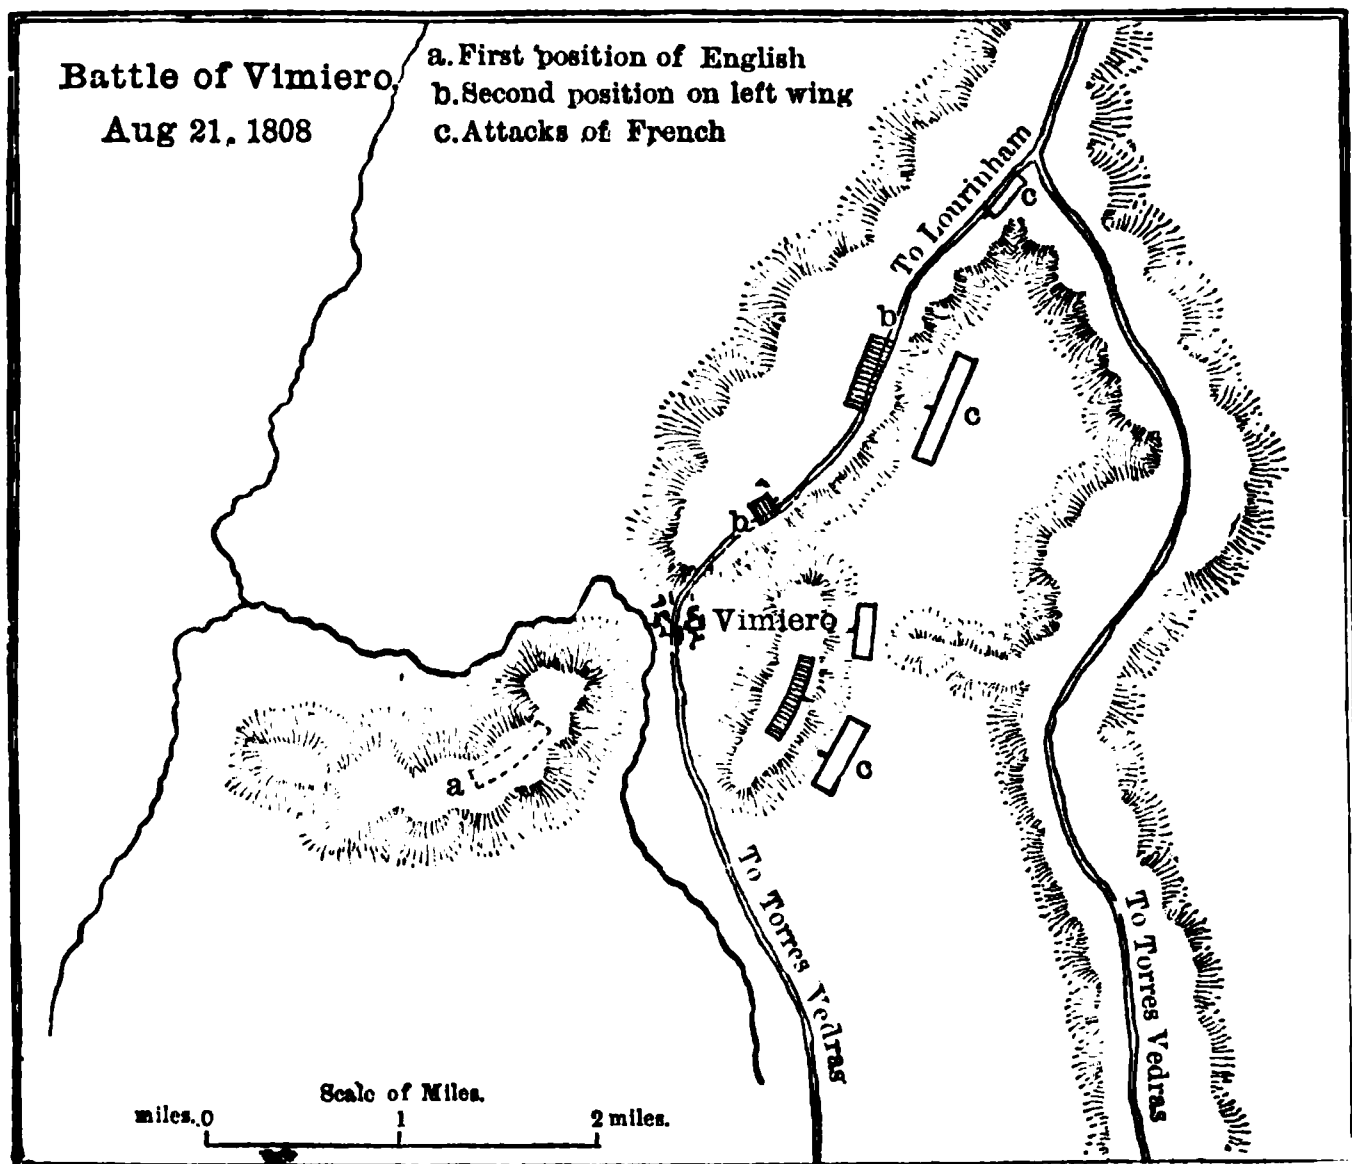 Battle of Vimiero.
Aug 21, 1808
a. First position of English
b. Second position on left wing
c. Attacks of French
To Lourinham
c
b
c
b
Vimiero
a
c
To Torres Vedras
To Torres Vedras
Scale of Miles.
miles. 0 1 2 miles.